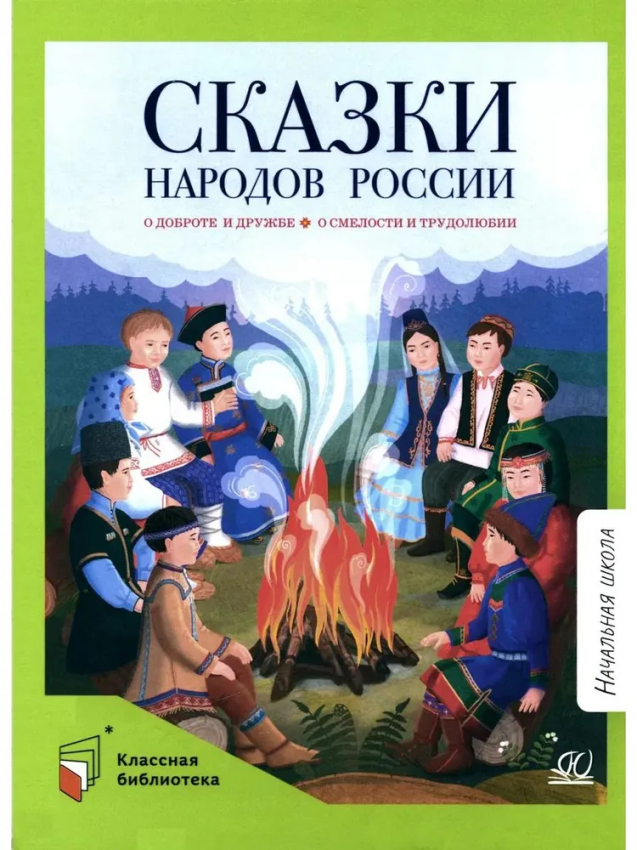 СКАЗКИ
НАРОДОВ РОССИИ
О ДОБРОТЕ И ДРУЖБЕ О СМЕЛОСТИ И ТРУДОЛЮБИИ
НАЧАЛЬНАЯ ШКОЛА
*
Классная
библиотека